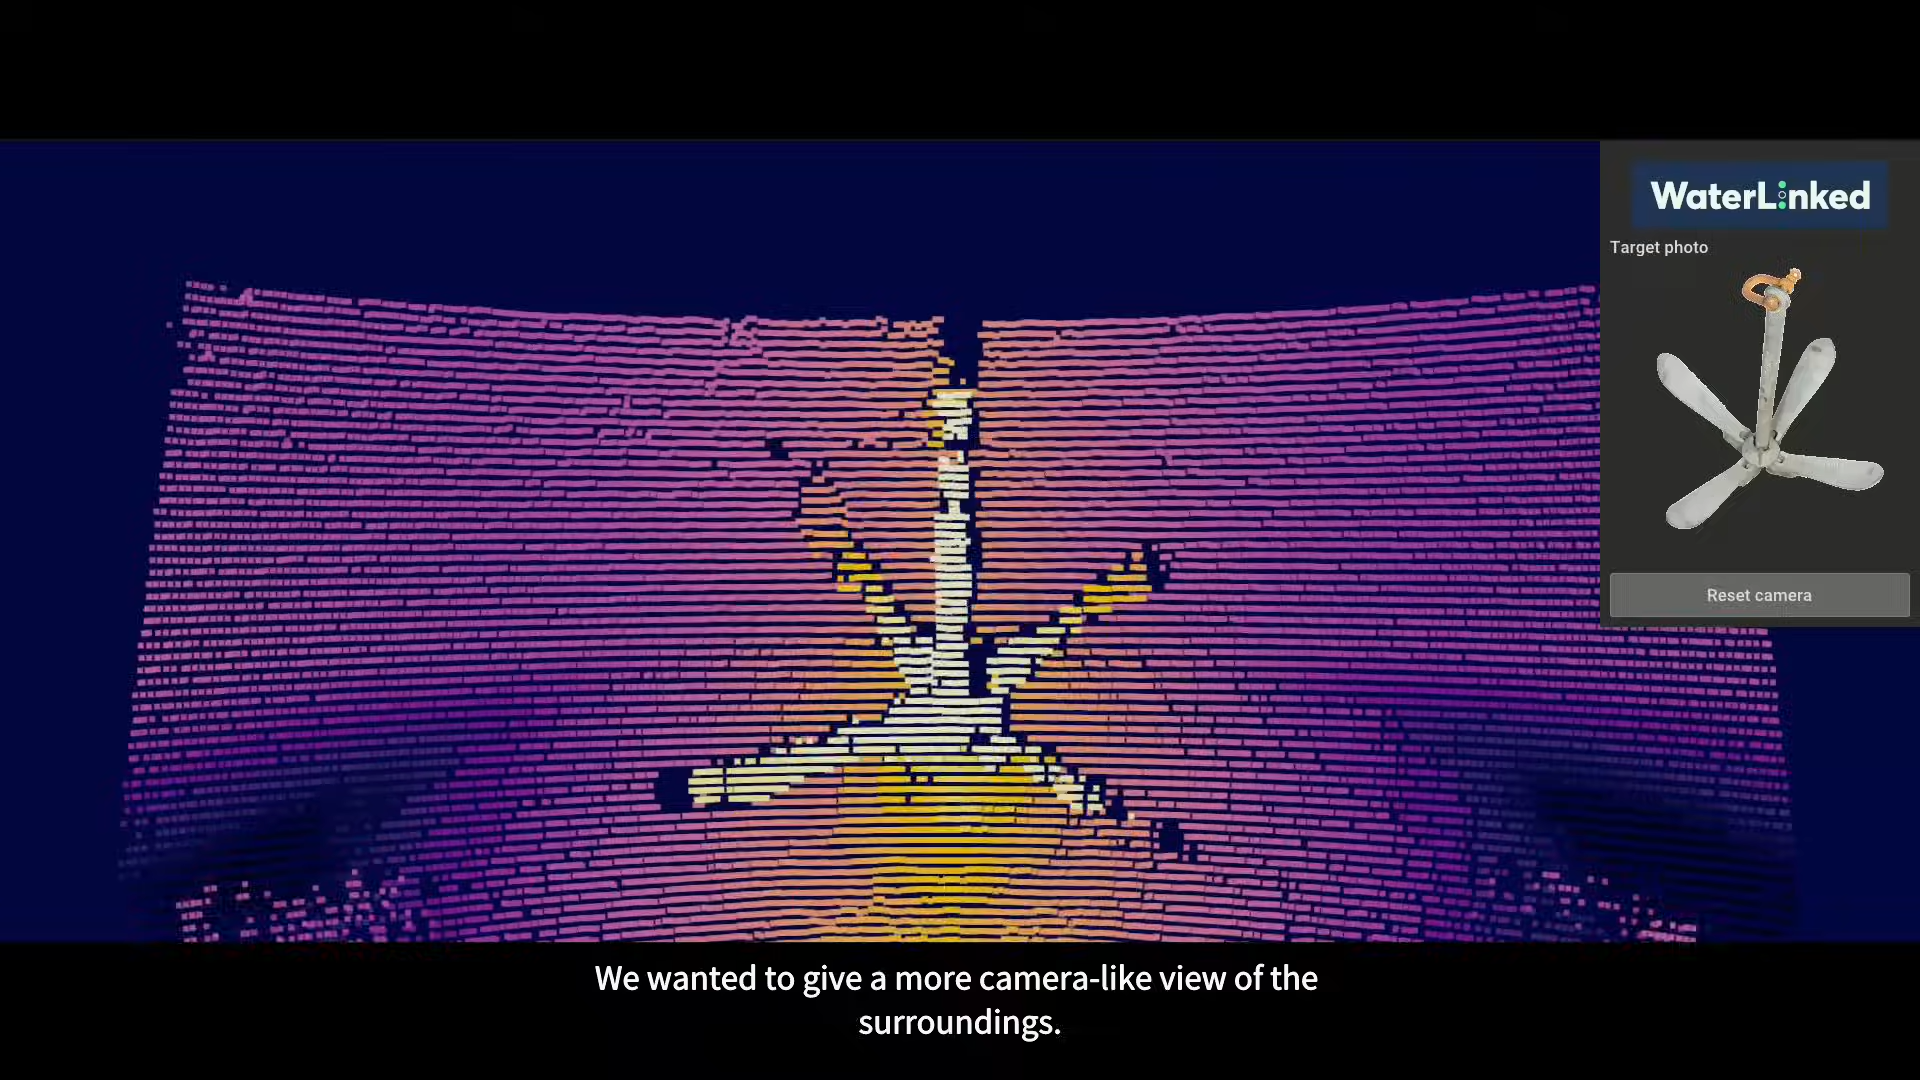 WaterLinked
Target photo
Reset camera
We wanted to give a more camera-like view of the
surroundings.